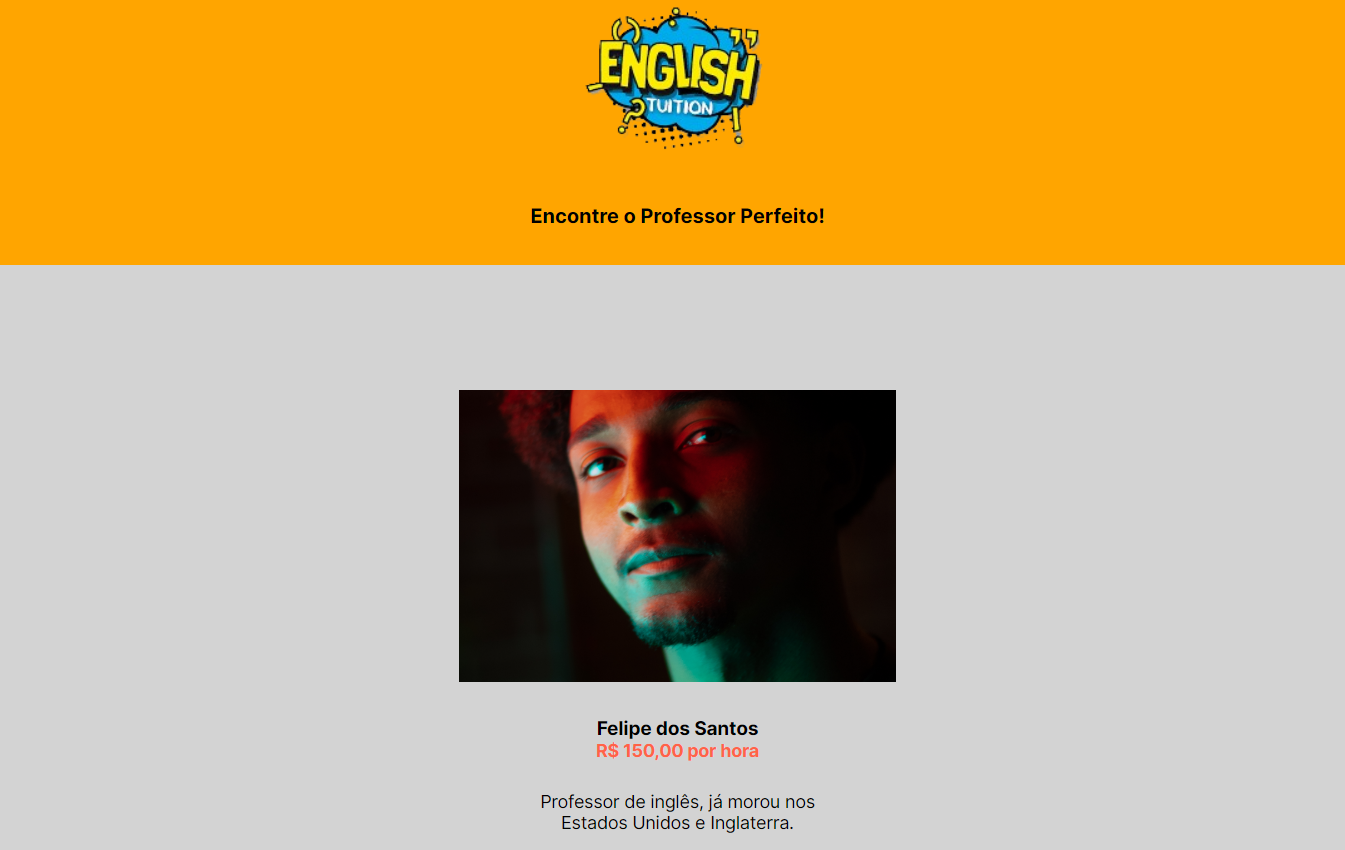 ENGLISH
TUITION
Encontre o Professor Perfeito!
Felipe dos Santos
R$ 150,00 por hora
Professor de inglês, já morou nos
Estados Unidos e Inglaterra.